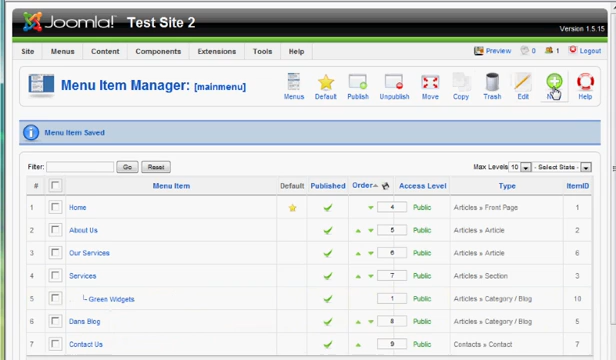 Joomla! Test Site 2
Version 1.5.15
Site Menus Content Components Extensions Tools Help Preview 0 1 Logout
Menu Item Manager: [mainmenu]
Menus Default Publish Unpublish Move Copy Trash Edit Help
Menu Item Saved
Filter: Go Reset Max Levels 10 - Select State -
# Menu Item Default Published Order Access Level Type ItemID
1 Home 4 Public Articles » Front Page 1
2 About Us 5 Public Articles » Article 2
3 Our Services 6 Public Articles » Article 6
4 Services 7 Public Articles » Section 3
5 Green Widgets 1 Public Articles » Category / Blog 10
6 Dans Blog 8 Public Articles » Category / Blog 5
7 Contact Us 9 Public Contacts » Contact 7